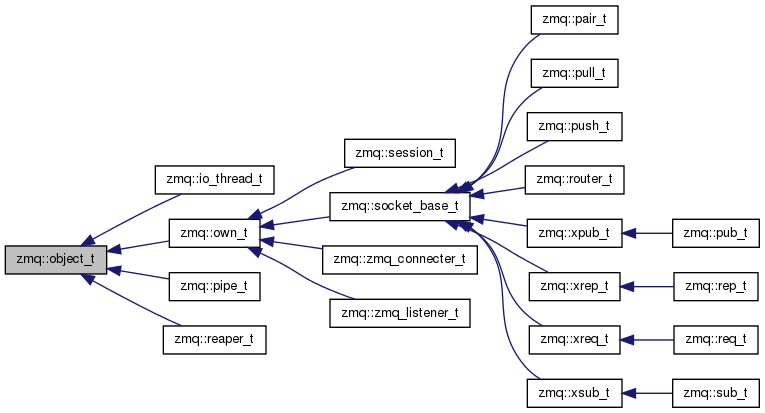 zmq::object_t
zmq::io_thread_t
zmq::own_t
zmq::pipe_t
zmq::reaper_t
zmq::session_t
zmq::socket_base_t
zmq::zmq_connecter_t
zmq::zmq_listener_t
zmq::pair_t
zmq::pull_t
zmq::push_t
zmq::router_t
zmq::xpub_t
zmq::xrep_t
zmq::xreq_t
zmq::xsub_t
zmq::pub_t
zmq::rep_t
zmq::req_t
zmq::sub_t